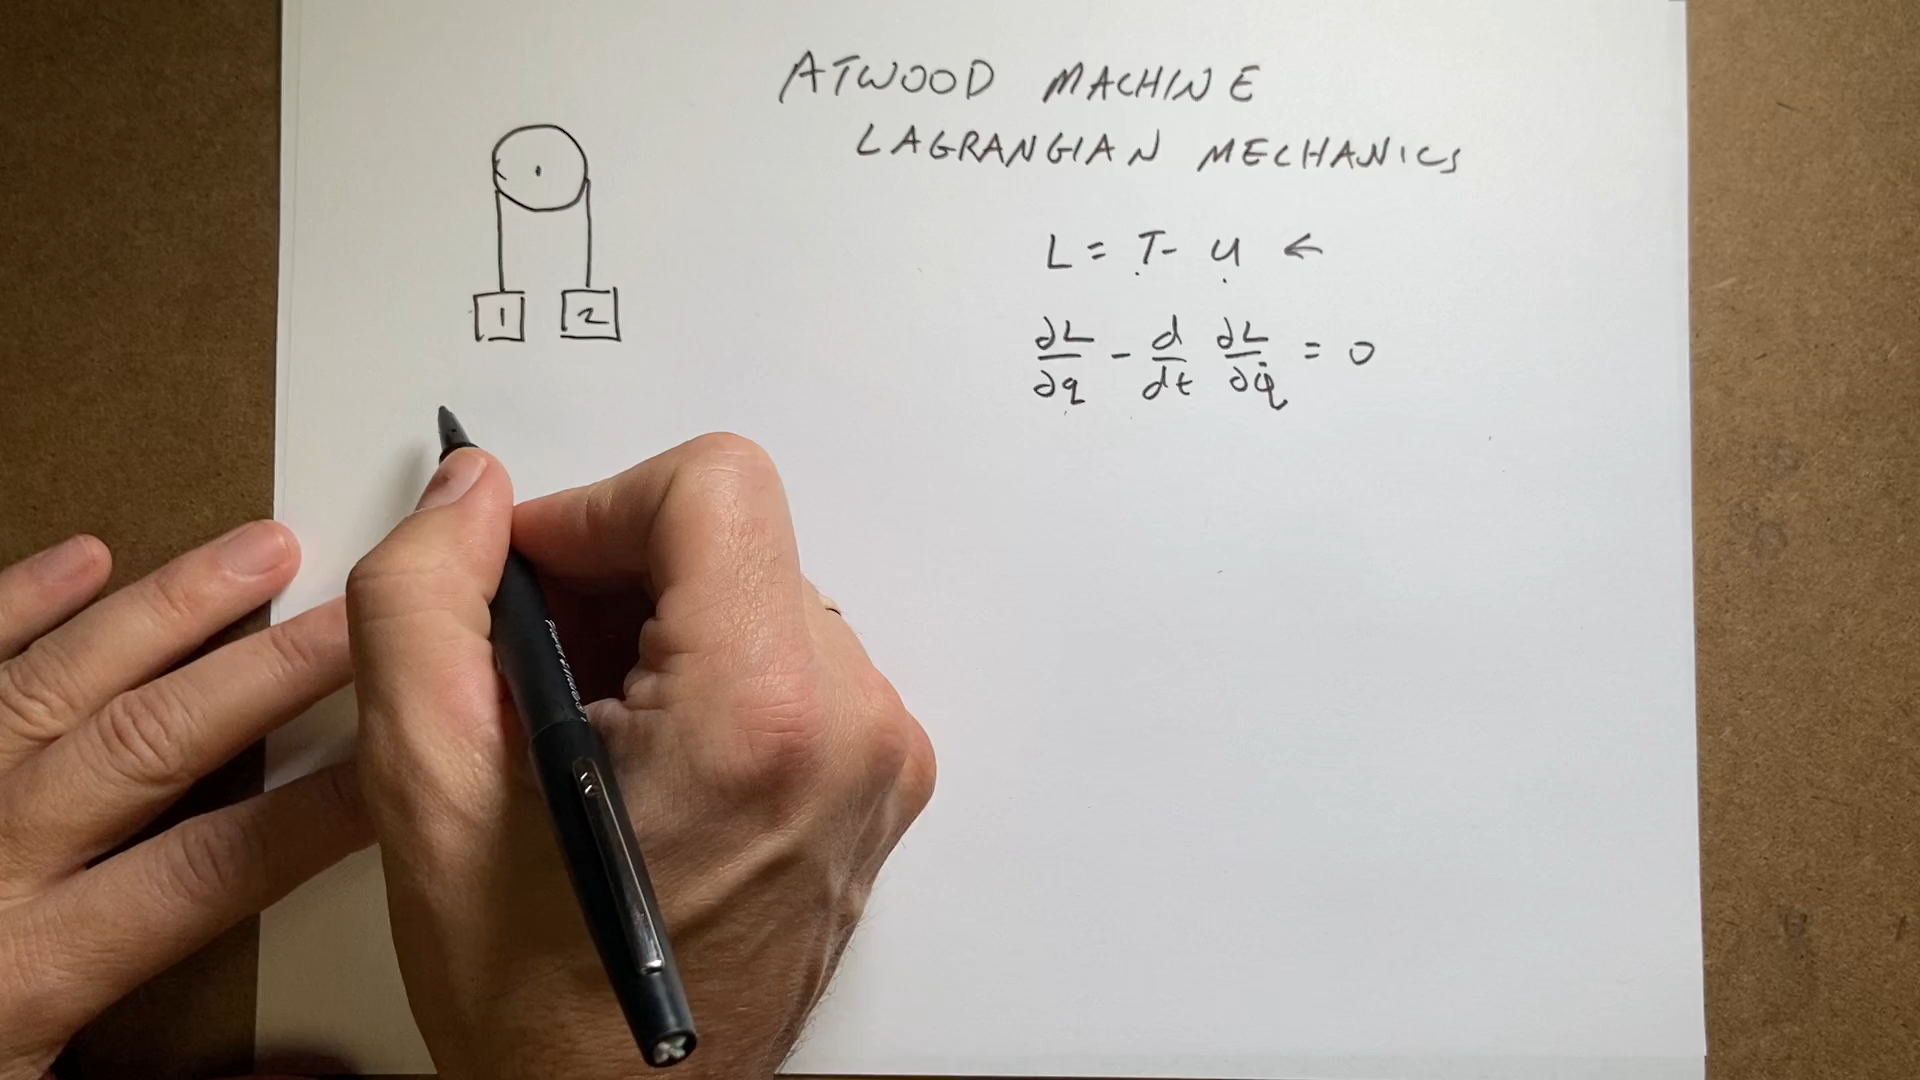 ATWOOD MACHINE
LAGRANGIAN MECHANICS
1 2
L = T - U ←
∂L/∂q - d/dt ∂L/∂q̇ = 0